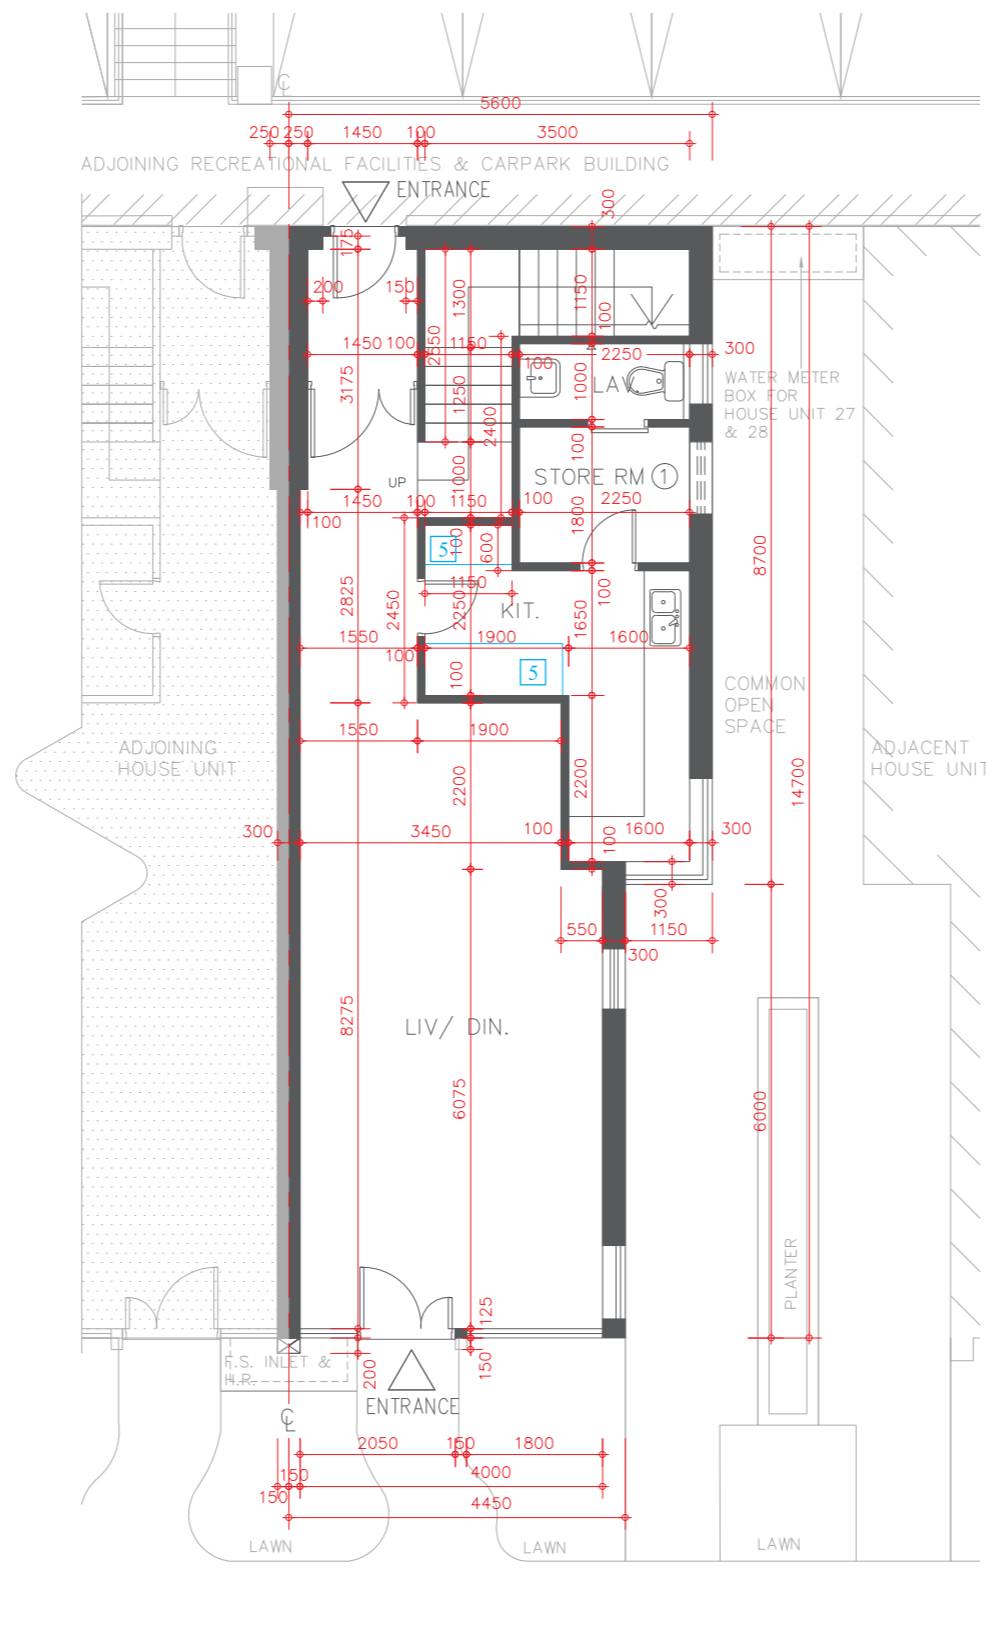 ℄
5600
250 250 1450 100 3500
ADJOINING RECREATIONAL FACILITIES & CARPARK BUILDING
ENTRANCE
300
175
200
150
1300
1150
100
1450 100 1150 2250 300
2550
100
3175
1250
1000
LAV.
WATER METER
BOX FOR
HOUSE UNIT 27
& 28
2400
100
STORE RM 1
UP
1000
1450 100 1150 100 2250
100
1800
8700
5
100
600
1150
2825
2450
2250
KIT.
100
1650
1550 1900 1600
100
5
100
COMMON
OPEN
SPACE
1550 1900
ADJOINING
HOUSE UNIT
ADJACENT
HOUSE UNIT
2200
2200
14700
300 3450 100 1600 300
100
300
550 1150
300
8275
LIV/ DIN.
6075
6000
PLANTER
125
150
200
F.S. INLET &
H.R.
ENTRANCE
℄
2050 150 1800
150 4000
150
4450
LAWN
LAWN
LAWN